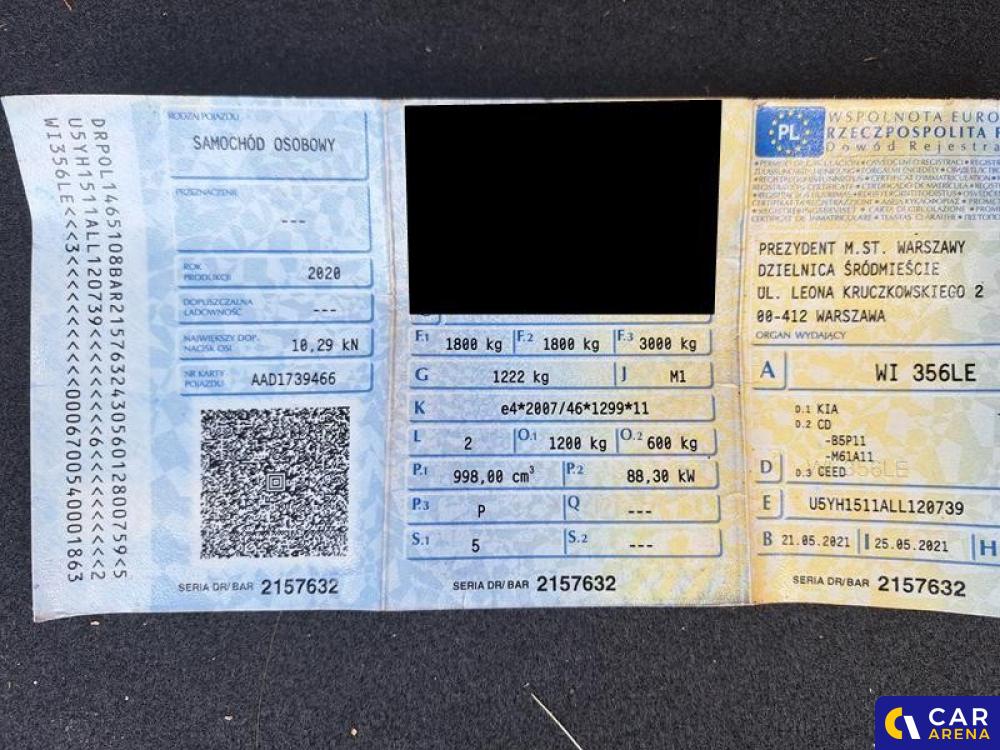 DRPOL1465108BAR21576324305601280075​9<5
U5YH1511ALL120739<<<<<<6<<<<<<<2
WI356LE<<<3<<<<<<<<0006700540001863
RODZAJ POJAZDU
SAMOCHÓD OSOBOWY
PRZEZNACZENIE
---
ROK PRODUKCJI 2020
DOPUSZCZALNA ŁADOWNOŚĆ ---
NAJWIĘKSZY DOP. NACISK OSI 10,29 kN
NR KARTY POJAZDU AAD1739466
SERIA DR/BAR 2157632
F.1 1800 kg F.2 1800 kg F.3 3000 kg
G 1222 kg J M1
K e4*2007/46*1299*11
L 2 O.1 1200 kg O.2 600 kg
P.1 998,00 cm³ P.2 88,30 kW
P.3 P Q ---
S.1 5 S.2 ---
SERIA DR/BAR 2157632
PL
WSPÓLNOTA EURO
RZECZPOSPOLITA P
Dowód Rejestra
PREZYDENT M.ST. WARSZAWY
DZIELNICA ŚRÓDMIEŚCIE
UL. LEONA KRUCZKOWSKIEGO 2
00-412 WARSZAWA
ORGAN WYDAJĄCY
A WI 356LE
D
D.1 KIA
D.2 CD
-B5P11
-M61A11
D.3 CEED
E U5YH1511ALL120739
B 21.05.2021 I 25.05.2021 H
SERIA DR/BAR 2157632
CAR
ARENA